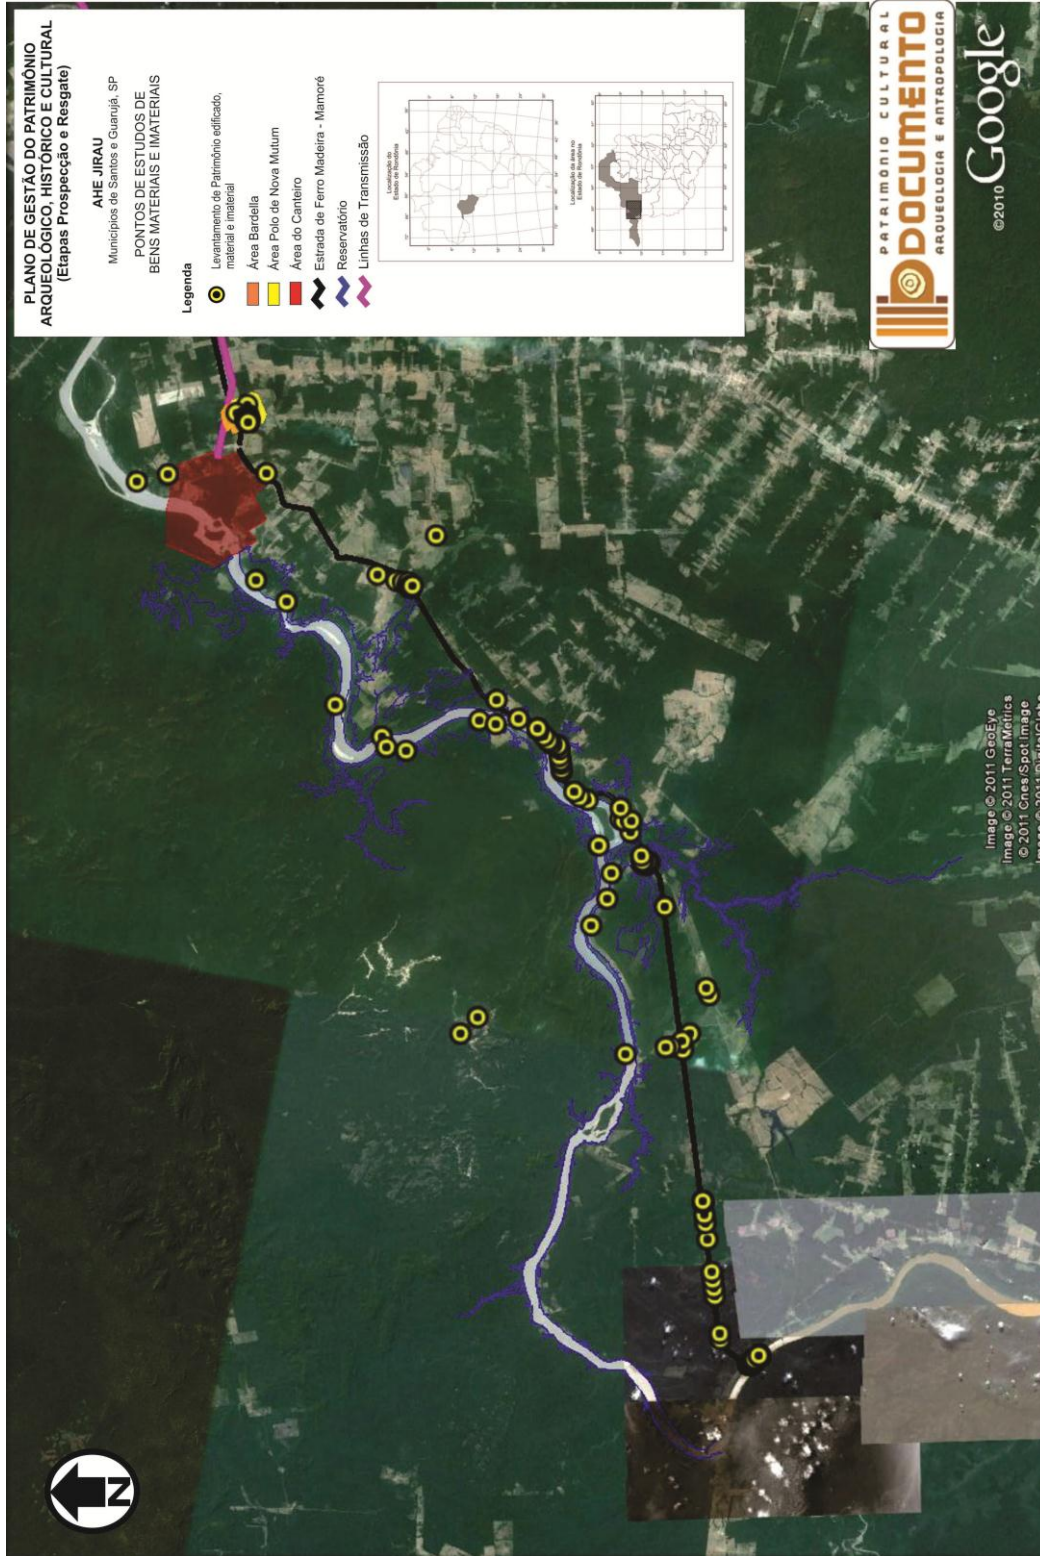 PLANO DE GESTÃO DO PATRIMÔNIO
ARQUEOLÓGICO, HISTÓRICO E CULTURAL
(Etapas Prospecção e Resgate)
AHE JIRAU
Municípios de Santos e Guarujá, SP
PONTOS DE ESTUDOS DE
BENS MATERIAIS E IMATERIAIS
Legenda
Levantamento de Patrimônio edificado,
material e imaterial
Área Bardella
Área Polo de Nova Mutum
Área do Canteiro
Estrada de Ferro Madeira - Mamoré
Reservatório
Linhas de Transmissão
Localização do
Estado de Rondônia
Localização da área no
Estado de Rondônia
N
PATRIMÔNIO CULTURAL
DOCUMENTO
ARQUEOLOGIA E ANTROPOLOGIA
©2010 Google
Image © 2011 GeoEye
Image © 2011 TerraMetrics
© 2011 Cnes/Spot Image
Image © 2011 DigitalGlobe